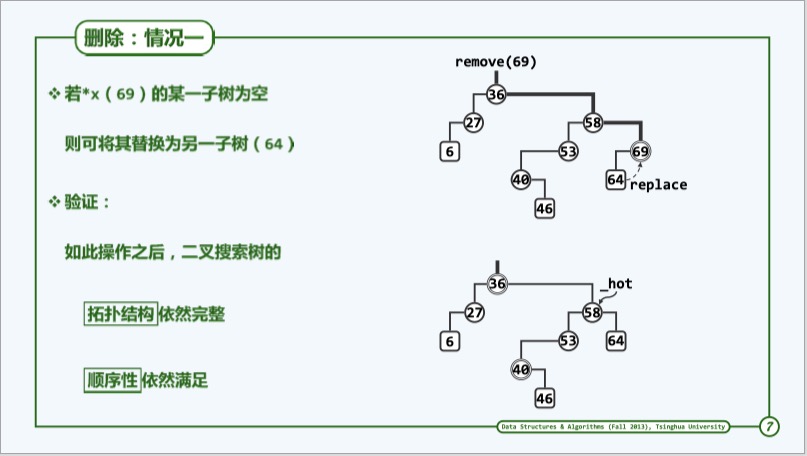 删除：情况一
❖ 若*x（69）的某一子树为空
则可将其替换为另一子树（64）
❖ 验证：
如此操作之后，二叉搜索树的
拓扑结构依然完整
顺序性依然满足
remove(69)
36
27
58
6
53
69
40
64
replace
46
36
_hot
27
58
6
53
64
40
46
Data Structures & Algorithms (Fall 2013), Tsinghua University
7